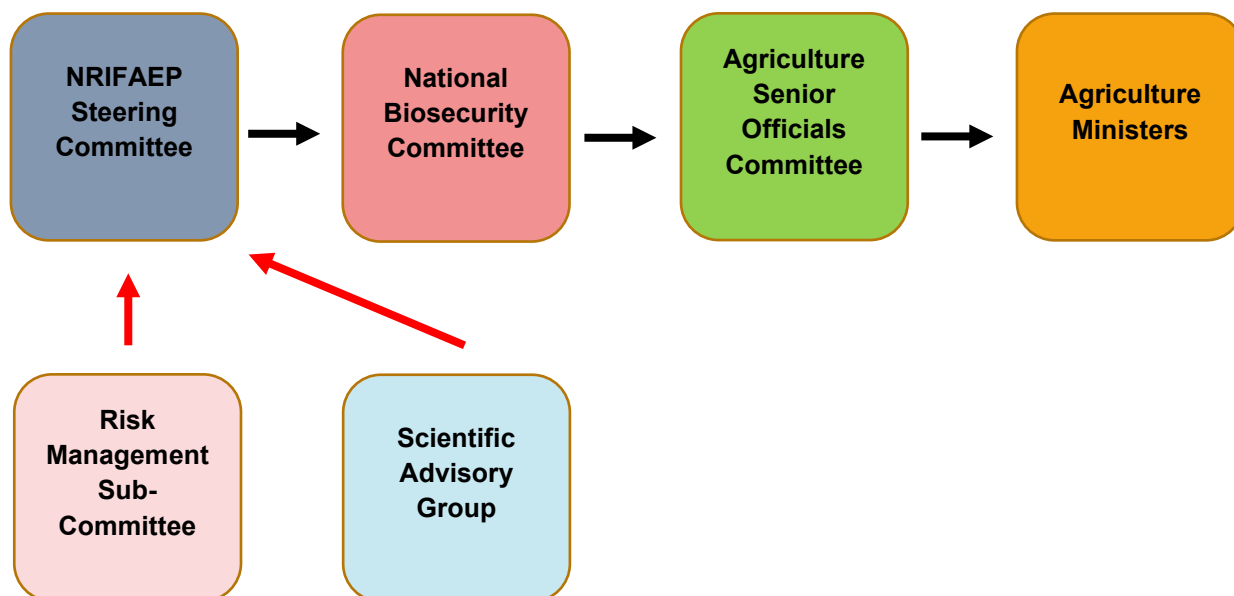 NRIFAEP
Steering
Committee
National
Biosecurity
Committee
Agriculture
Senior
Officials
Committee
Agriculture
Ministers
Risk
Management
Sub-
Committee
Scientific
Advisory
Group